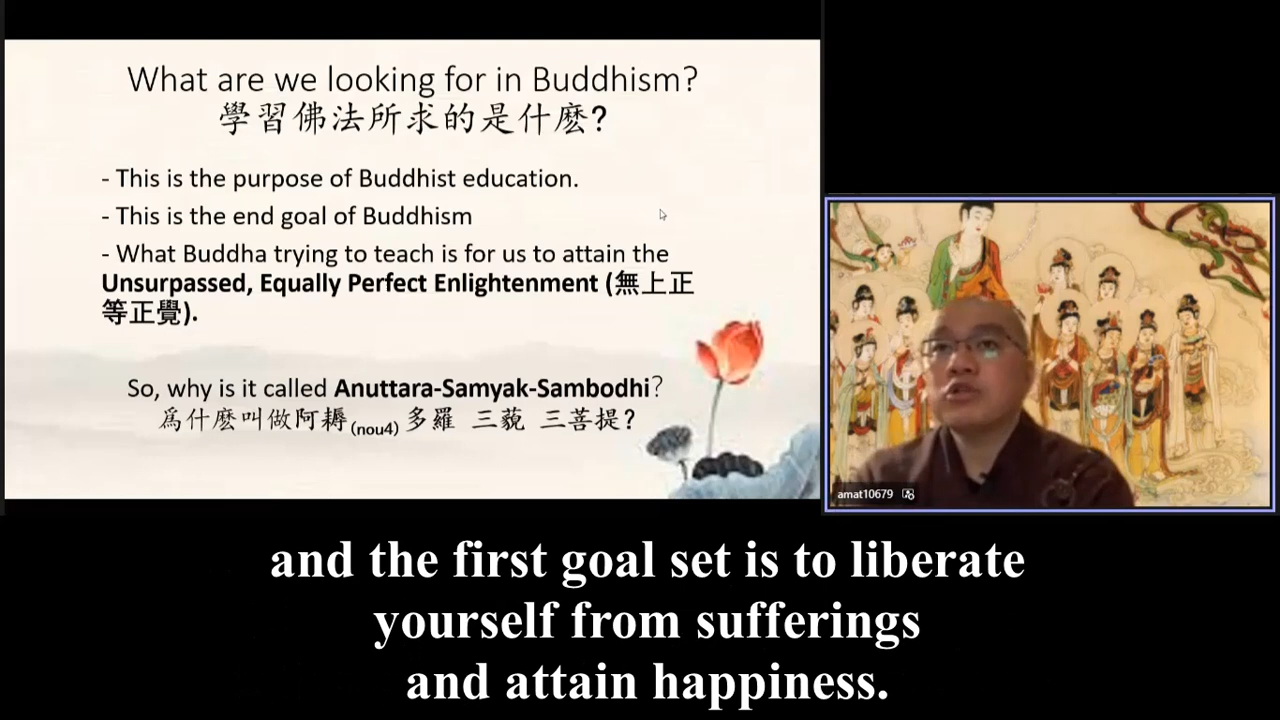 What are we looking for in Buddhism?
學習佛法所求的是什麽?
- This is the purpose of Buddhist education.
- This is the end goal of Buddhism
- What Buddha trying to teach is for us to attain the
Unsurpassed, Equally Perfect Enlightenment (無上正
等正覺).
So, why is it called Anuttara-Samyak-Sambodhi?
爲什麽叫做阿耨(nou4) 多羅 三藐 三菩提?
amat10679
and the first goal set is to liberate
yourself from sufferings
and attain happiness.